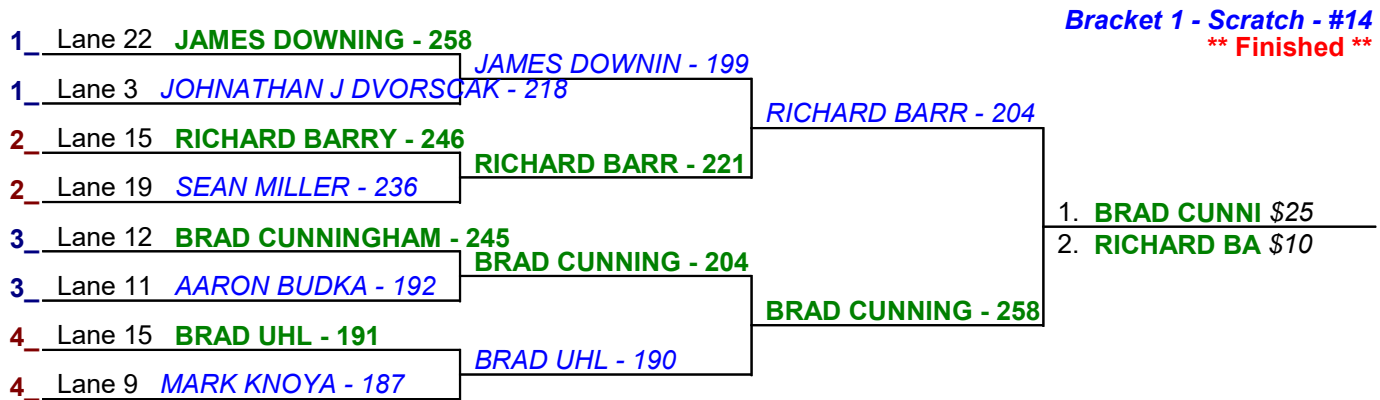 Bracket 1 - Scratch - #14
** Finished **
1_ Lane 22 JAMES DOWNING - 258
JAMES DOWNIN - 199
1_ Lane 3 JOHNATHAN J DVORSCAK - 218
RICHARD BARR - 204
2_ Lane 15 RICHARD BARRY - 246
RICHARD BARR - 221
2_ Lane 19 SEAN MILLER - 236
1. BRAD CUNNI $25
2. RICHARD BA $10
3_ Lane 12 BRAD CUNNINGHAM - 245
BRAD CUNNING - 204
3_ Lane 11 AARON BUDKA - 192
BRAD CUNNING - 258
4_ Lane 15 BRAD UHL - 191
BRAD UHL - 190
4_ Lane 9 MARK KNOYA - 187